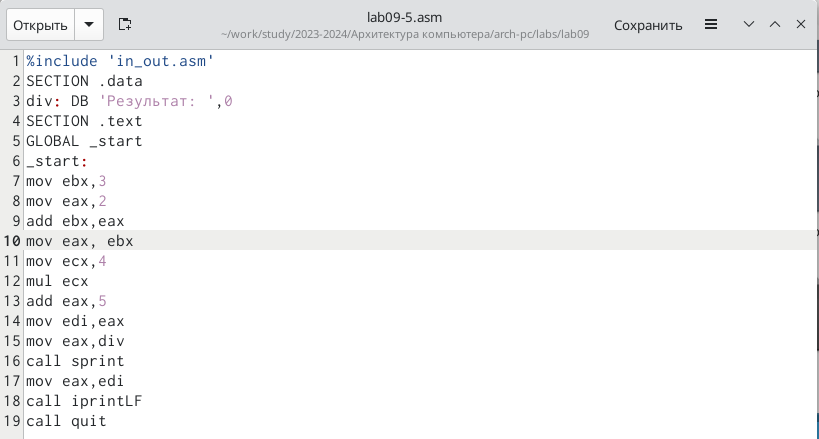 Открыть
lab09-5.asm
~/work/study/2023-2024/Архитектура компьютера/arch-pc/labs/lab09
Сохранить
1 %include 'in_out.asm'
2 SECTION .data
3 div: DB 'Результат: ',0
4 SECTION .text
5 GLOBAL _start
6 _start:
7 mov ebx,3
8 mov eax,2
9 add ebx,eax
10 mov eax, ebx
11 mov ecx,4
12 mul ecx
13 add eax,5
14 mov edi,eax
15 mov eax,div
16 call sprint
17 mov eax,edi
18 call iprintLF
19 call quit